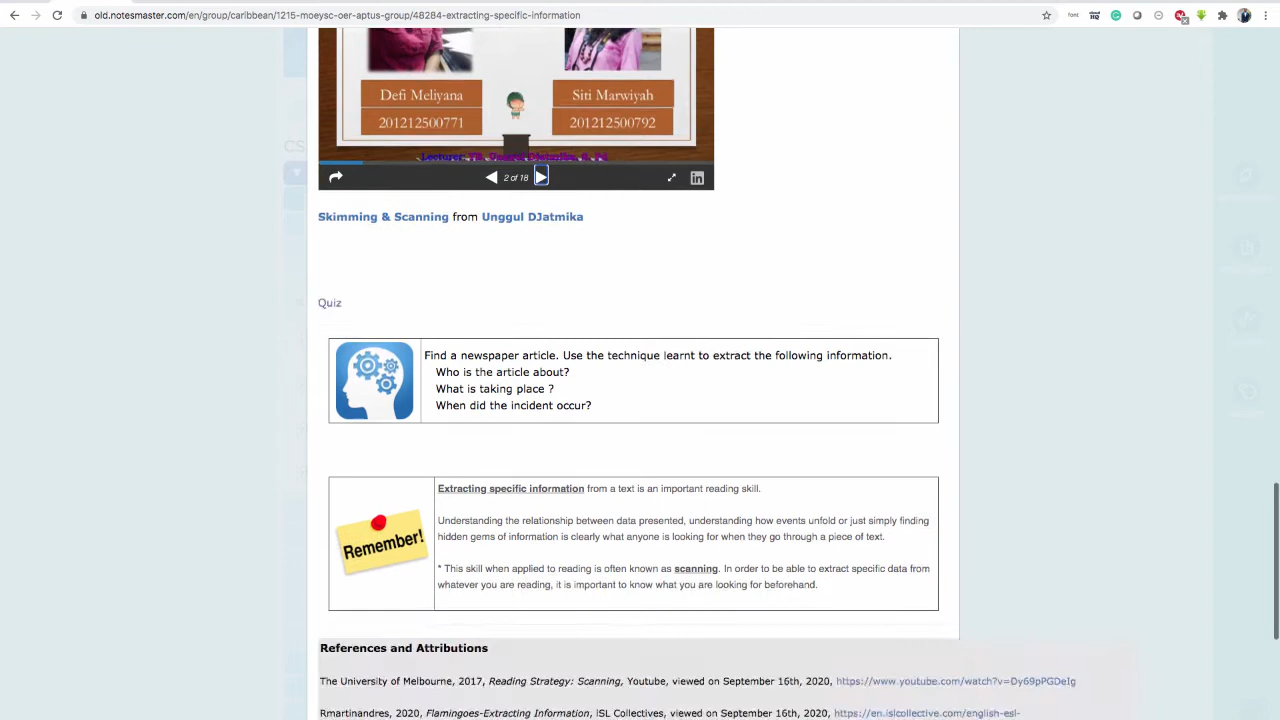 old.notesmaster.com/en/group/caribbean/1215-moeysc-oer-aptus-group/48284-extracting-specific-information
Defi Meliyana
Siti Marwiyah
201212500771
201212500792
Lecturer
2 of 18
Skimming & Scanning from Unggul DJatmika
Quiz
Find a newspaper article. Use the technique learnt to extract the following information.
Who is the article about?
What is taking place ?
When did the incident occur?
Extracting specific information from a text is an important reading skill.
Understanding the relationship between data presented, understanding how events unfold or just simply finding
hidden gems of information is clearly what anyone is looking for when they go through a piece of text.
Remember!
* This skill when applied to reading is often known as scanning. In order to be able to extract specific data from
whatever you are reading, it is important to know what you are looking for beforehand.
References and Attributions
The University of Melbourne, 2017, Reading Strategy: Scanning, Youtube, viewed on September 16th, 2020, https://www.youtube.com/watch?v=Dy69pPGDeIg
Rmartinandres, 2020, Flamingoes-Extracting Information, ISL Collectives, viewed on September 16th, 2020, https://en.islcollective.com/english-esl-